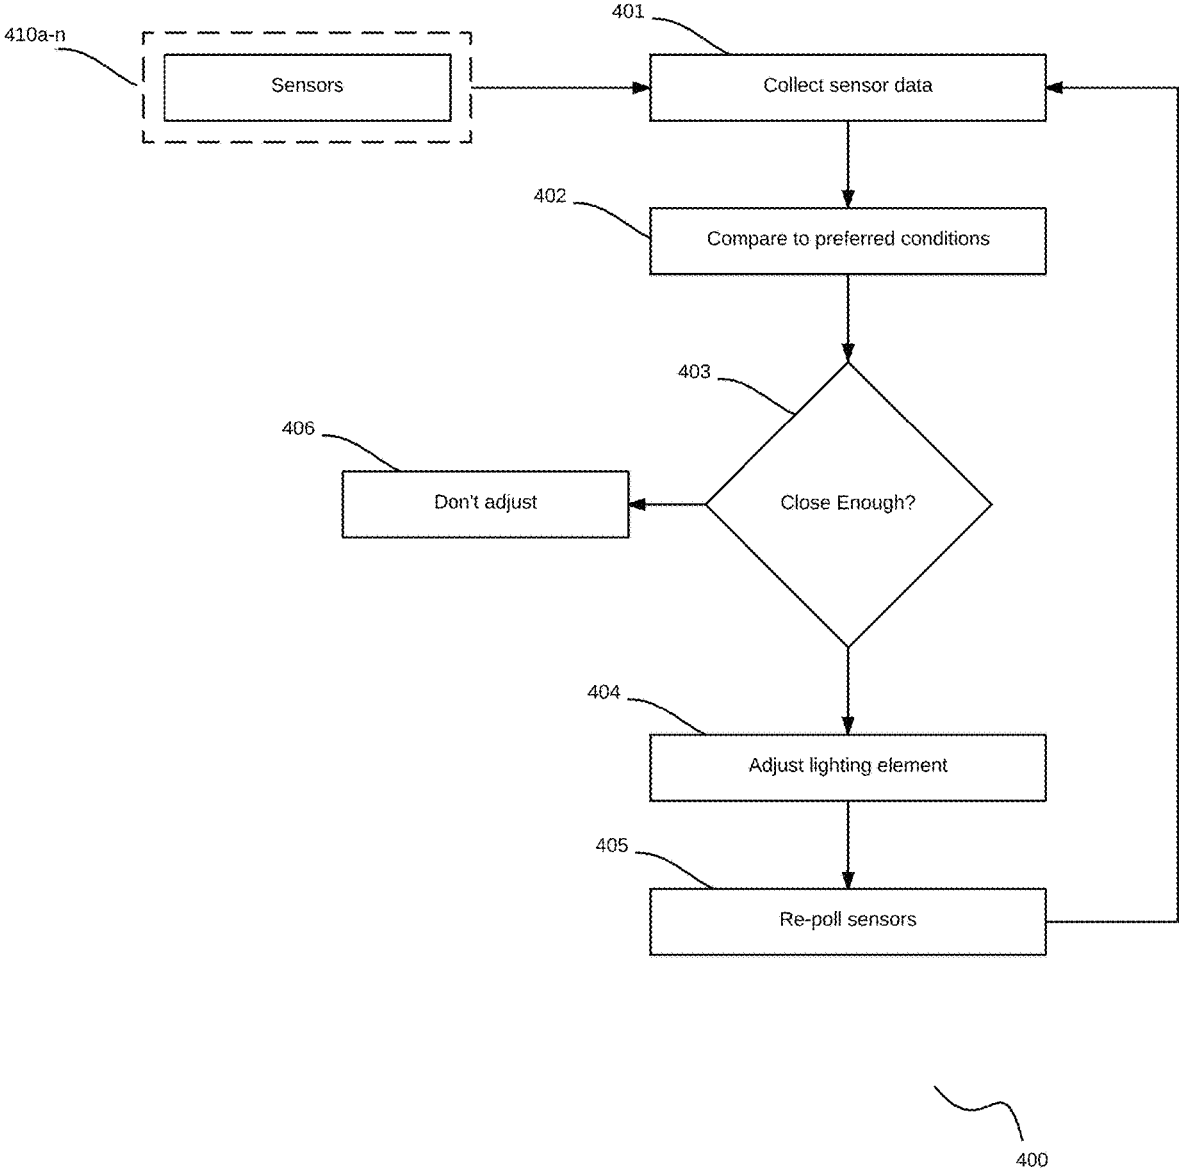 401
410a-n
Sensors
Collect sensor data
402
Compare to preferred conditions
403
406
Don't adjust
Close Enough?
404
Adjust lighting element
405
Re-poll sensors
400